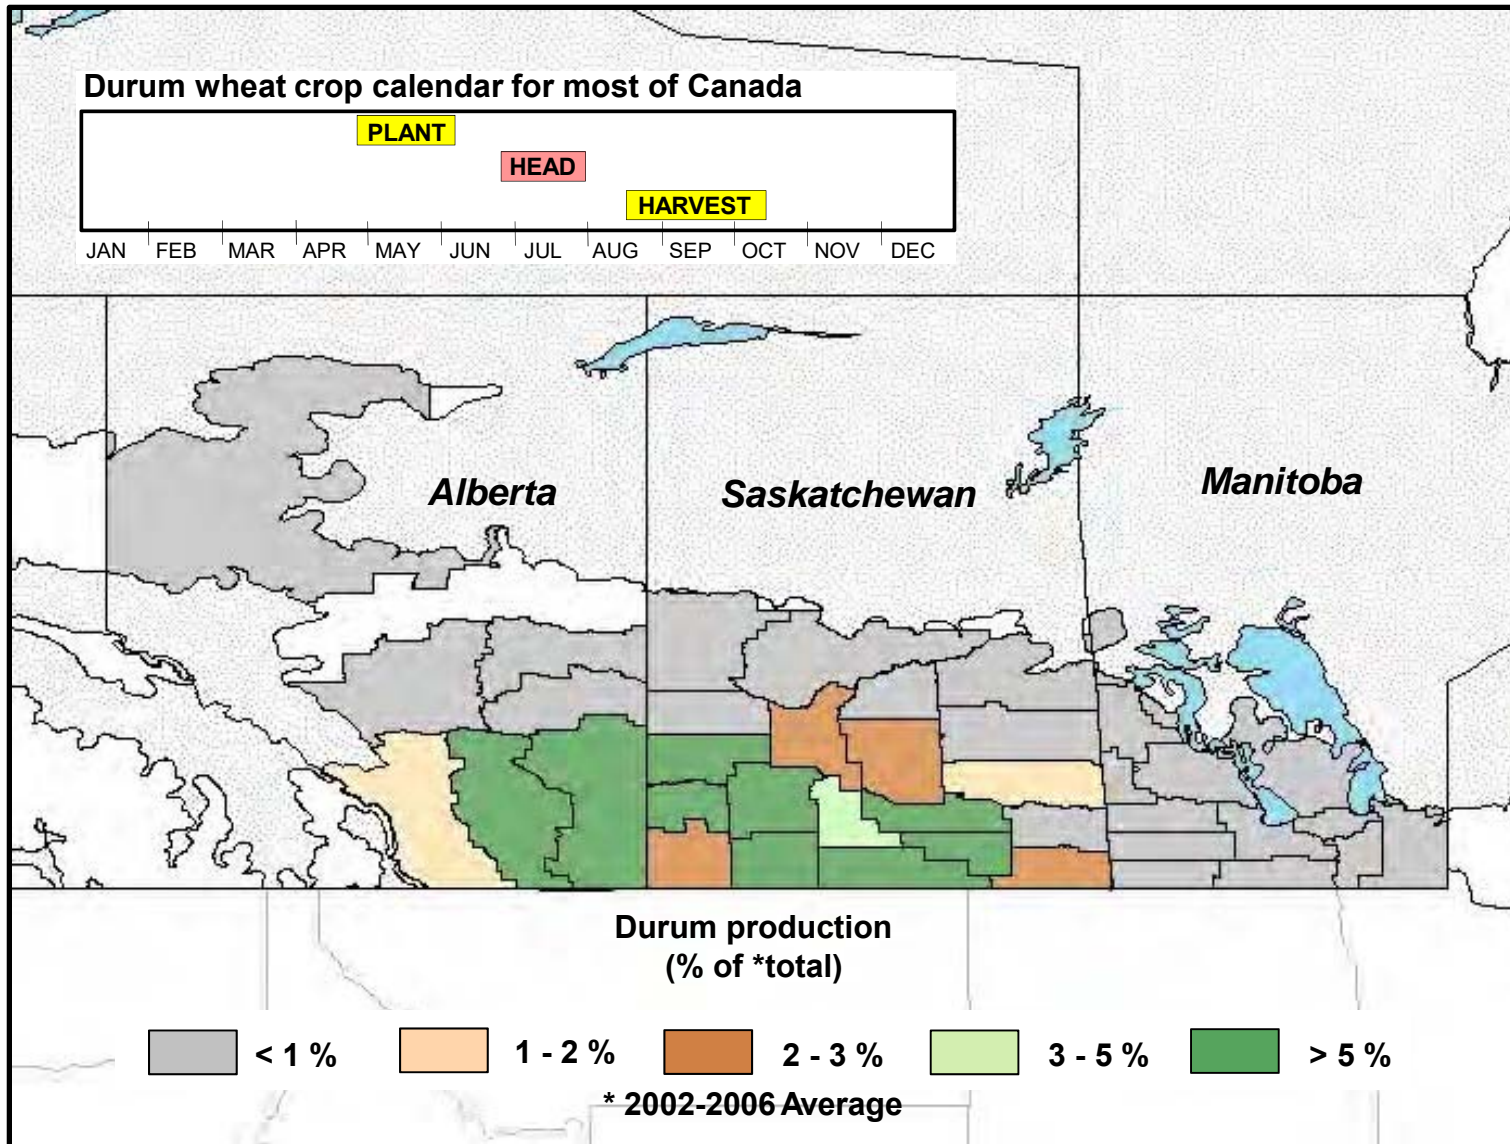 Durum wheat crop calendar for most of Canada
PLANT
HEAD
HARVEST
JAN FEB MAR APR MAY JUN JUL AUG SEP OCT NOV DEC
Alberta
Saskatchewan
Manitoba
Durum production
(% of *total)
< 1 %
1 - 2 %
2 - 3 %
3 - 5 %
> 5 %
* 2002-2006 Average